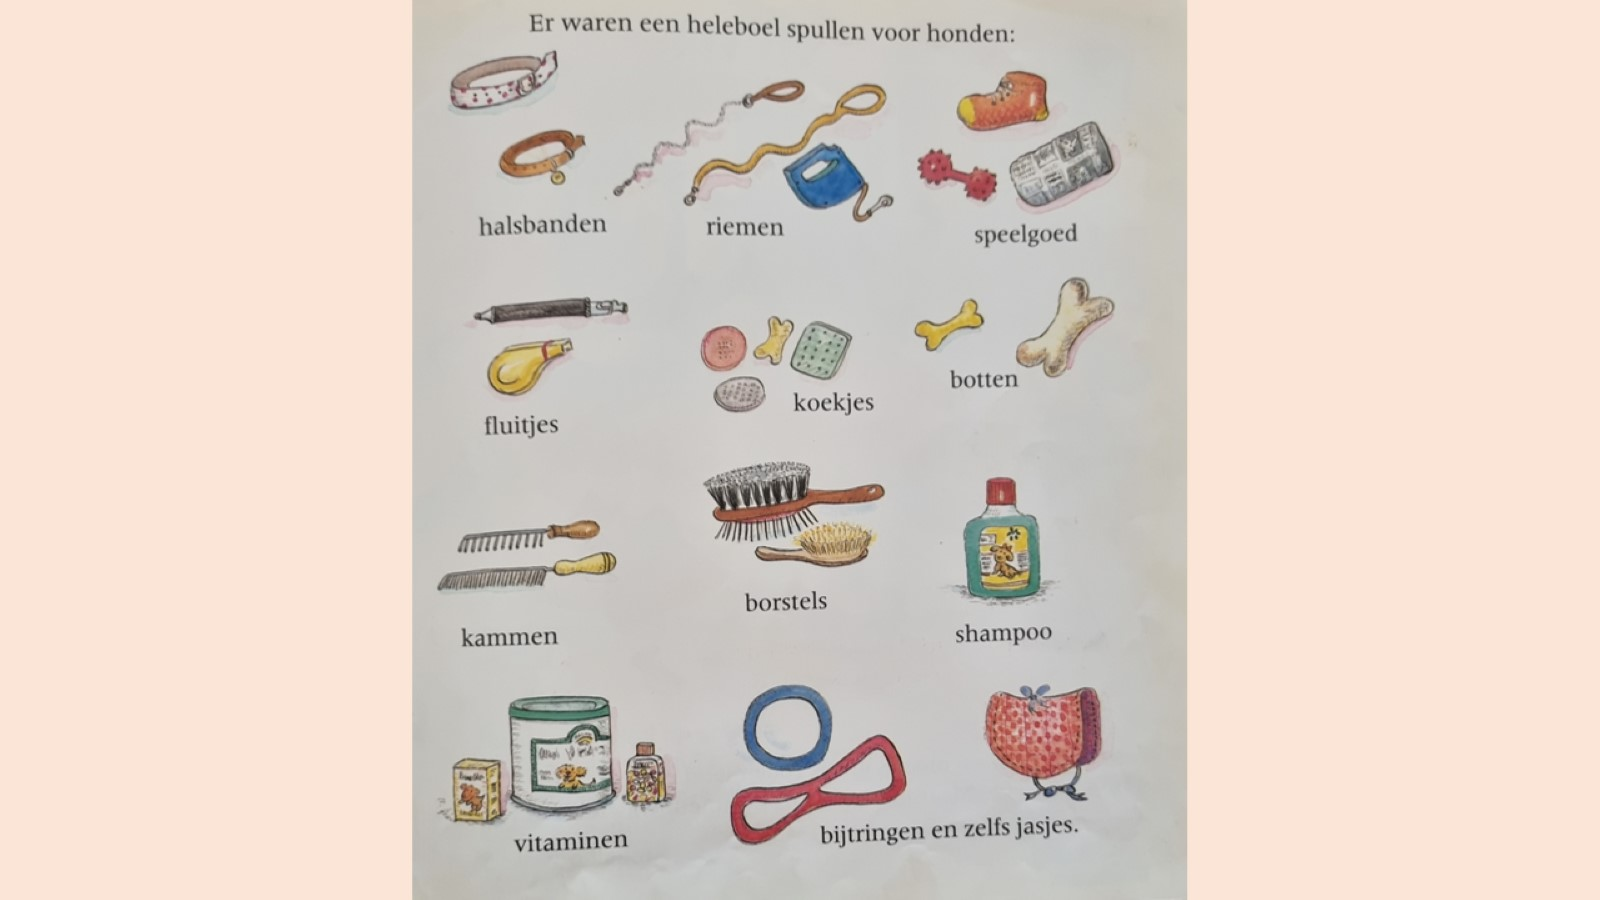 Er waren een heleboel spullen voor honden:
halsbanden
riemen
speelgoed
fluitjes
koekjes
botten
kammen
borstels
shampoo
vitaminen
bijtringen en zelfs jasjes.